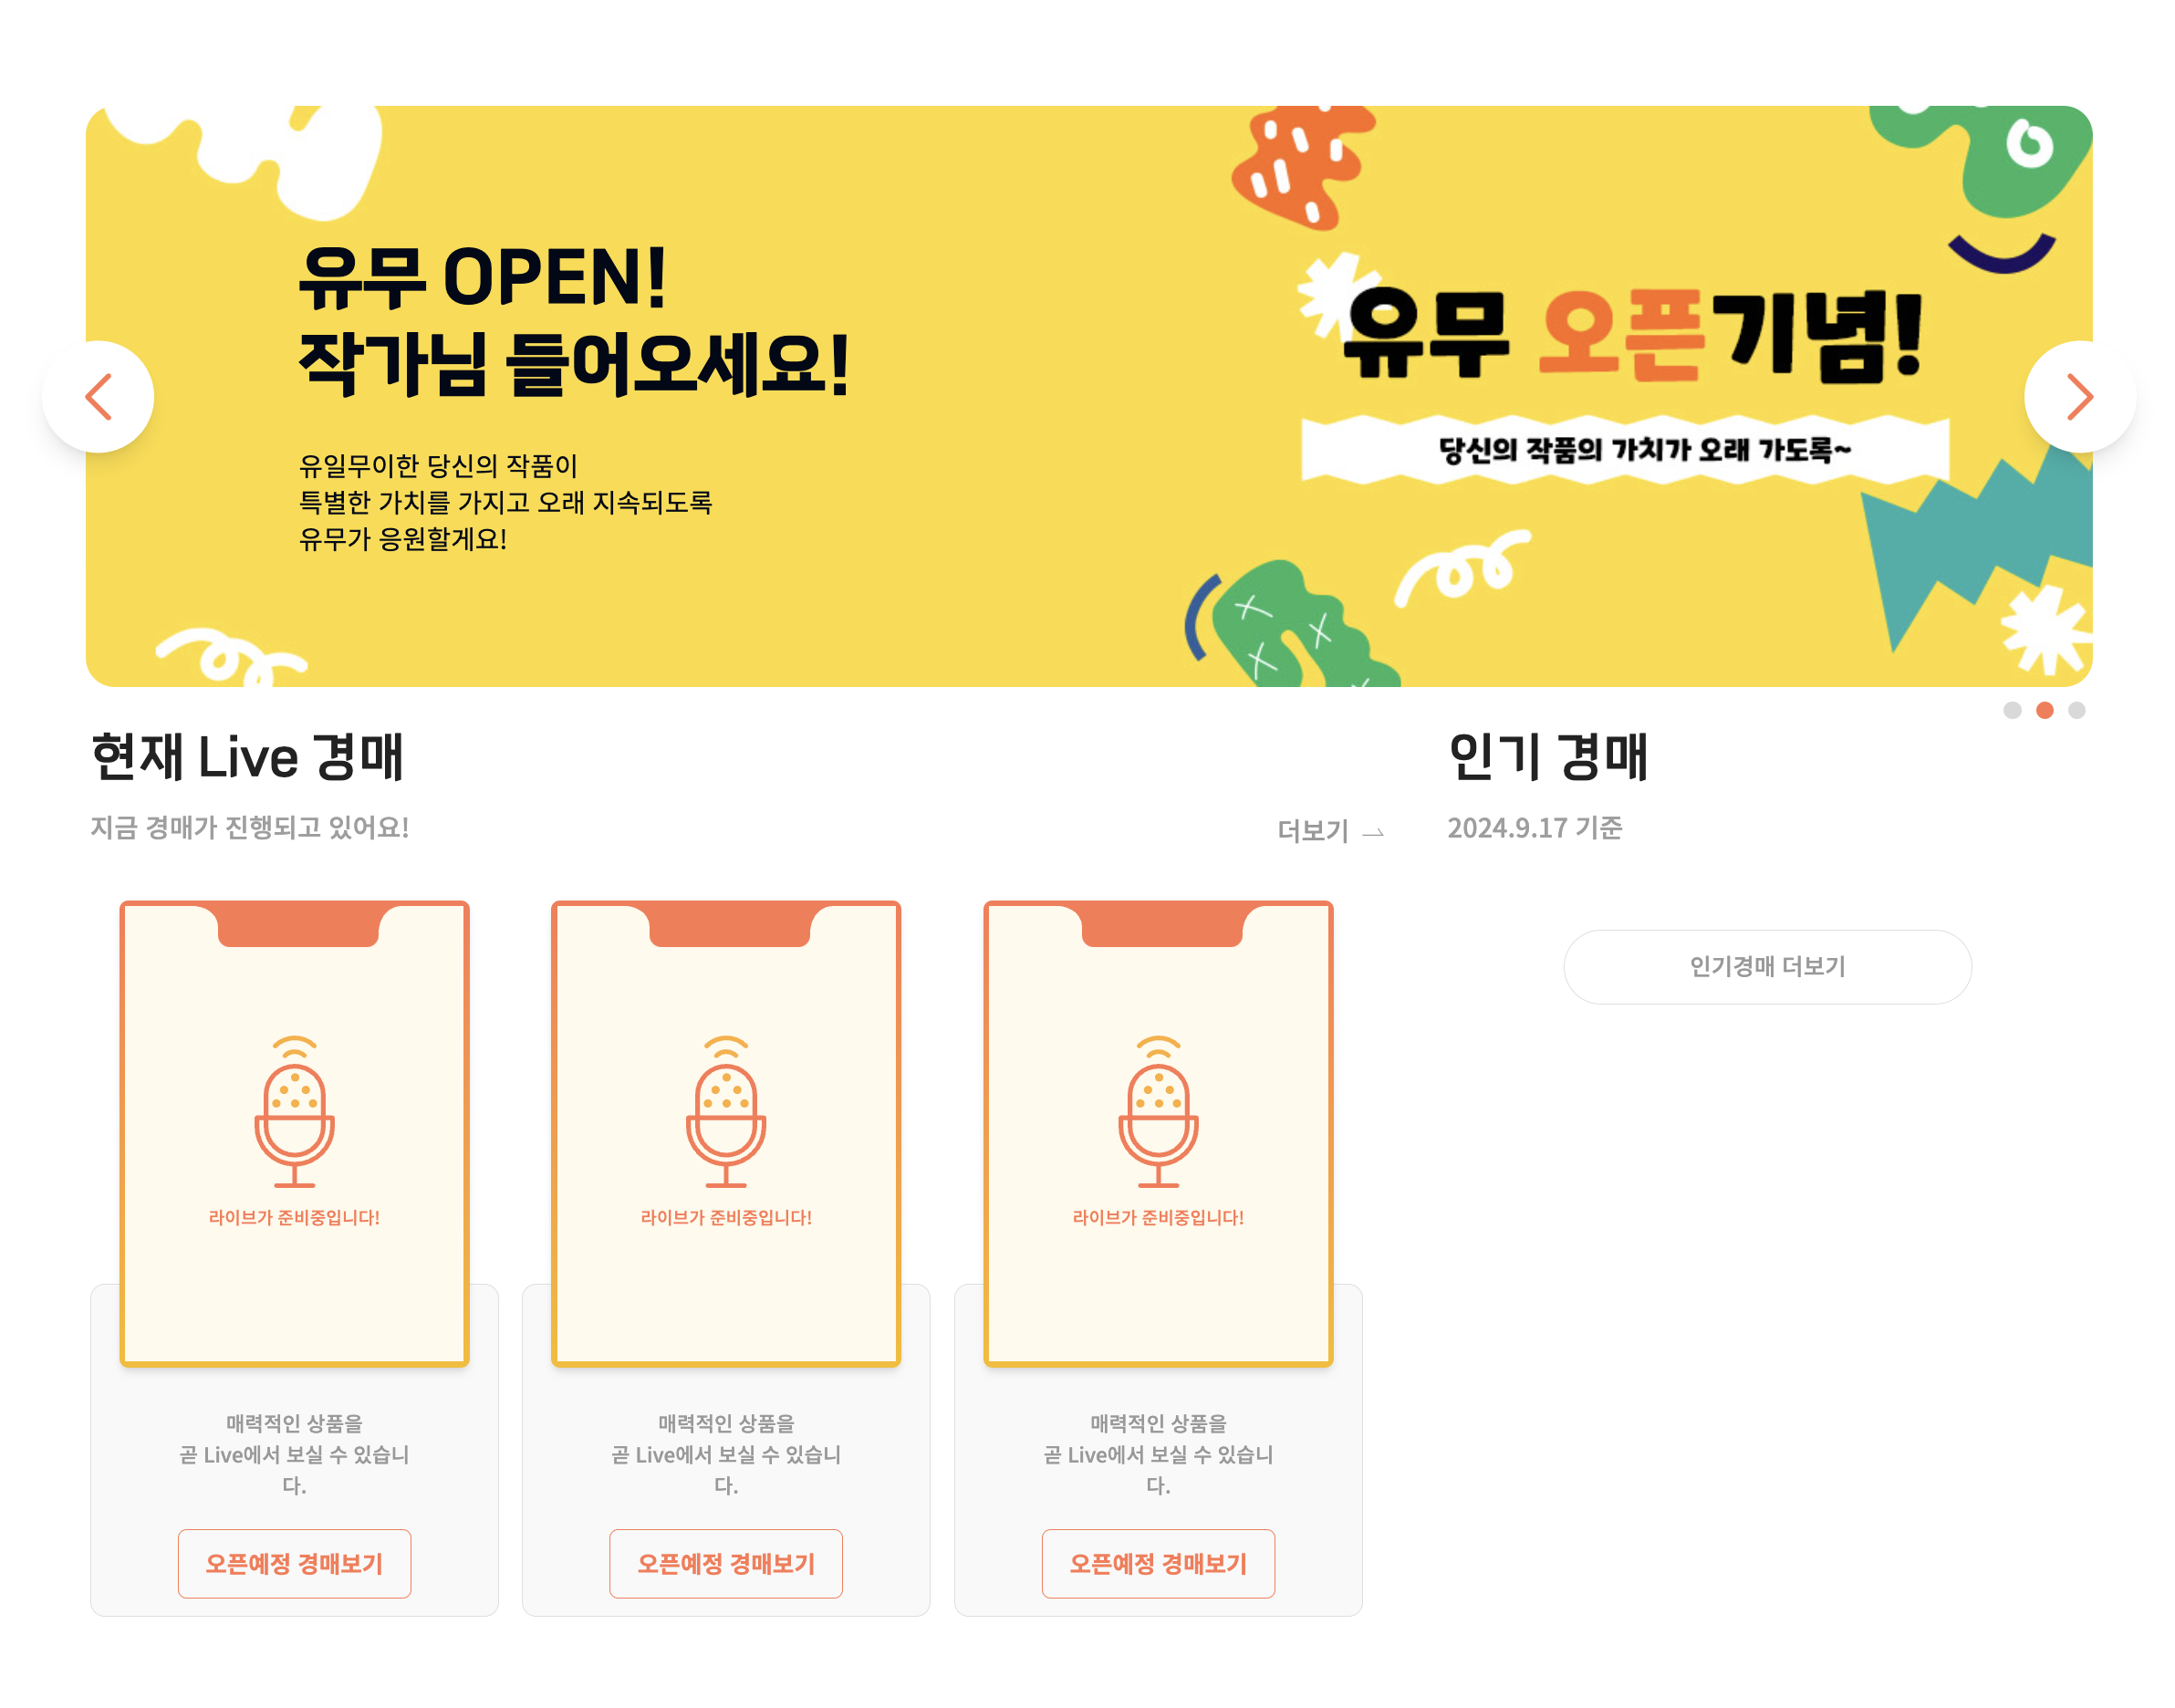 유무 OPEN!
작가님 들어오세요!
유일무이한 당신의 작품이
특별한 가치를 가지고 오래 지속되도록
유무가 응원할게요!
유무 오픈기념!
당신의 작품의 가치가 오래 가도록~
현재 Live 경매
지금 경매가 진행되고 있어요!
더보기
인기 경매
2024.9.17 기준
인기경매 더보기
라이브가 준비중입니다!
매력적인 상품을
곧 Live에서 보실 수 있습니
다.
오픈예정 경매보기
라이브가 준비중입니다!
매력적인 상품을
곧 Live에서 보실 수 있습니
다.
오픈예정 경매보기
라이브가 준비중입니다!
매력적인 상품을
곧 Live에서 보실 수 있습니
다.
오픈예정 경매보기